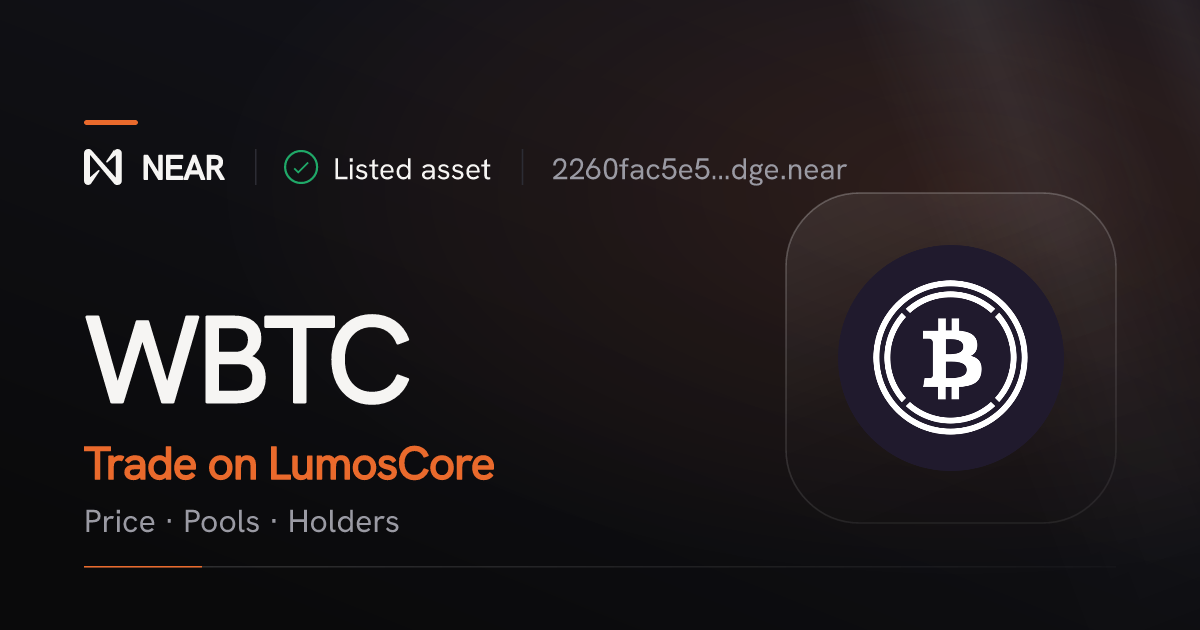 NEAR Listed asset 2260fac5e5...dge.near
WBTC
Trade on LumosCore
Price · Pools · Holders